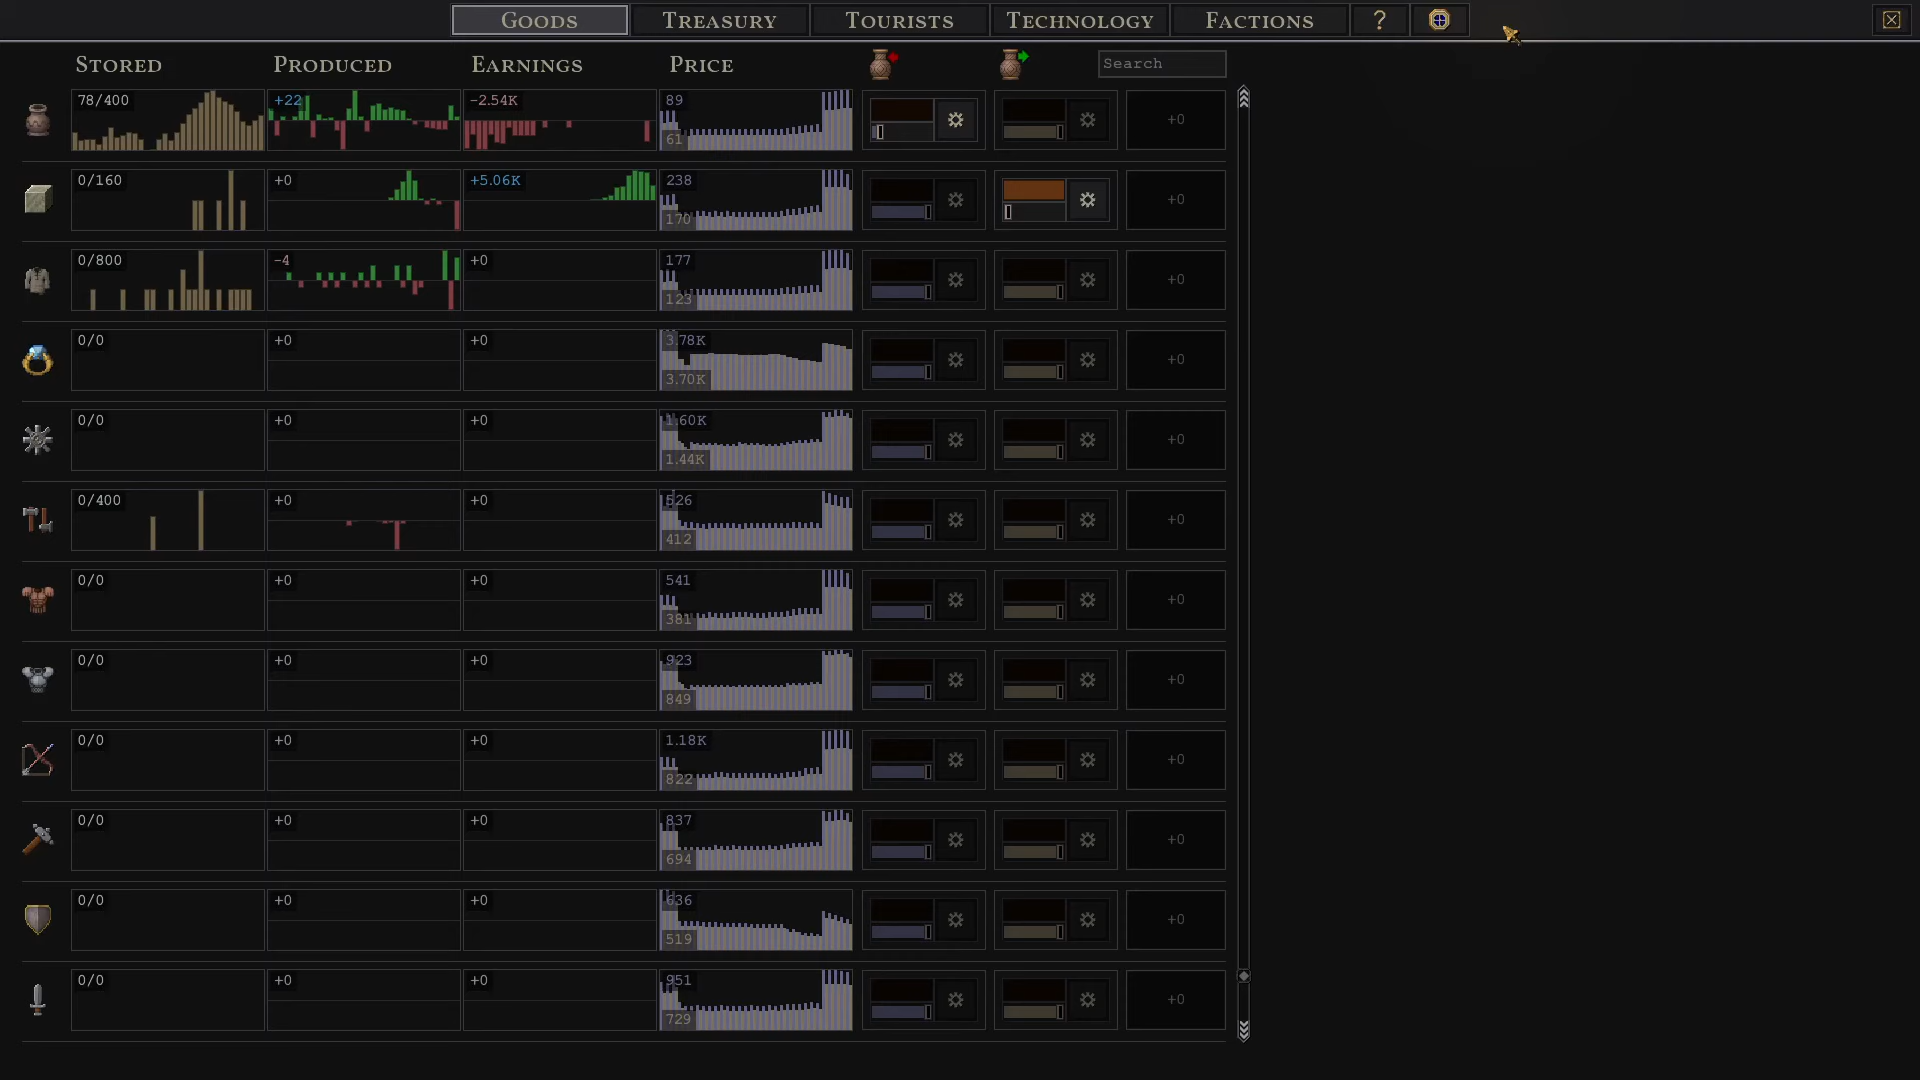 GOODS TREASURY TOURISTS TECHNOLOGY FACTIONS ?
STORED PRODUCED EARNINGS PRICE Search
78/400 +22 -2.54K 89 61 +0
0/160 +0 +5.06K 238 170 +0
0/800 -4 +0 177 123 +0
0/0 +0 +0 3.78K 3.70K +0
0/0 +0 +0 1.60K 1.44K +0
0/400 +0 +0 526 412 +0
0/0 +0 +0 541 381 +0
0/0 +0 +0 923 849 +0
0/0 +0 +0 1.18K 822 +0
0/0 +0 +0 837 694 +0
0/0 +0 +0 636 519 +0
0/0 +0 +0 951 729 +0